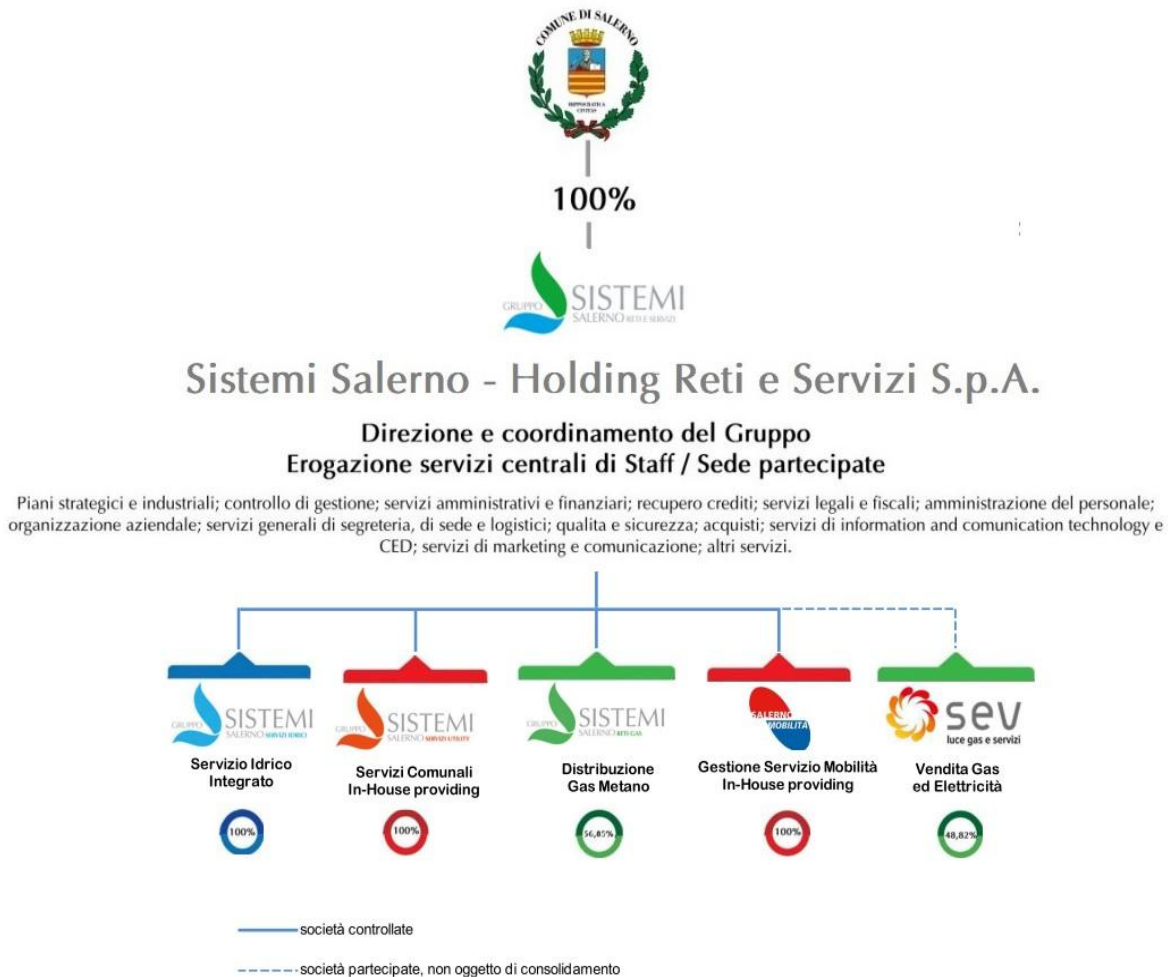 COMUNE DI SALERNO
HIPPOCRATICA
CIVITAS
100%
GRUPPO SISTEMI
SALERNO RETI E SERVIZI
Sistemi Salerno - Holding Reti e Servizi S.p.A.
Direzione e coordinamento del Gruppo
Erogazione servizi centrali di Staff / Sede partecipate
Piani strategici e industriali; controllo di gestione; servizi amministrativi e finanziari; recupero crediti; servizi legali e fiscali; amministrazione del personale;
organizzazione aziendale; servizi generali di segreteria, di sede e logistici; qualita e sicurezza; acquisti; servizi di information and comunication technology e
CED; servizi di marketing e comunicazione; altri servizi.
GRUPPO SISTEMI
SALERNO SERVIZI IDRICI
Servizio Idrico
Integrato
100%
GRUPPO SISTEMI
SALERNO SERVIZI UTILITY
Servizi Comunali
In-House providing
100%
GRUPPO SISTEMI
SALERNO RETI GAS
Distribuzione
Gas Metano
56,85%
SALERNO
MOBILITÀ
Gestione Servizio Mobilità
In-House providing
100%
sev
luce gas e servizi
Vendita Gas
ed Elettricità
48,82%
società controllate
società partecipate, non oggetto di consolidamento